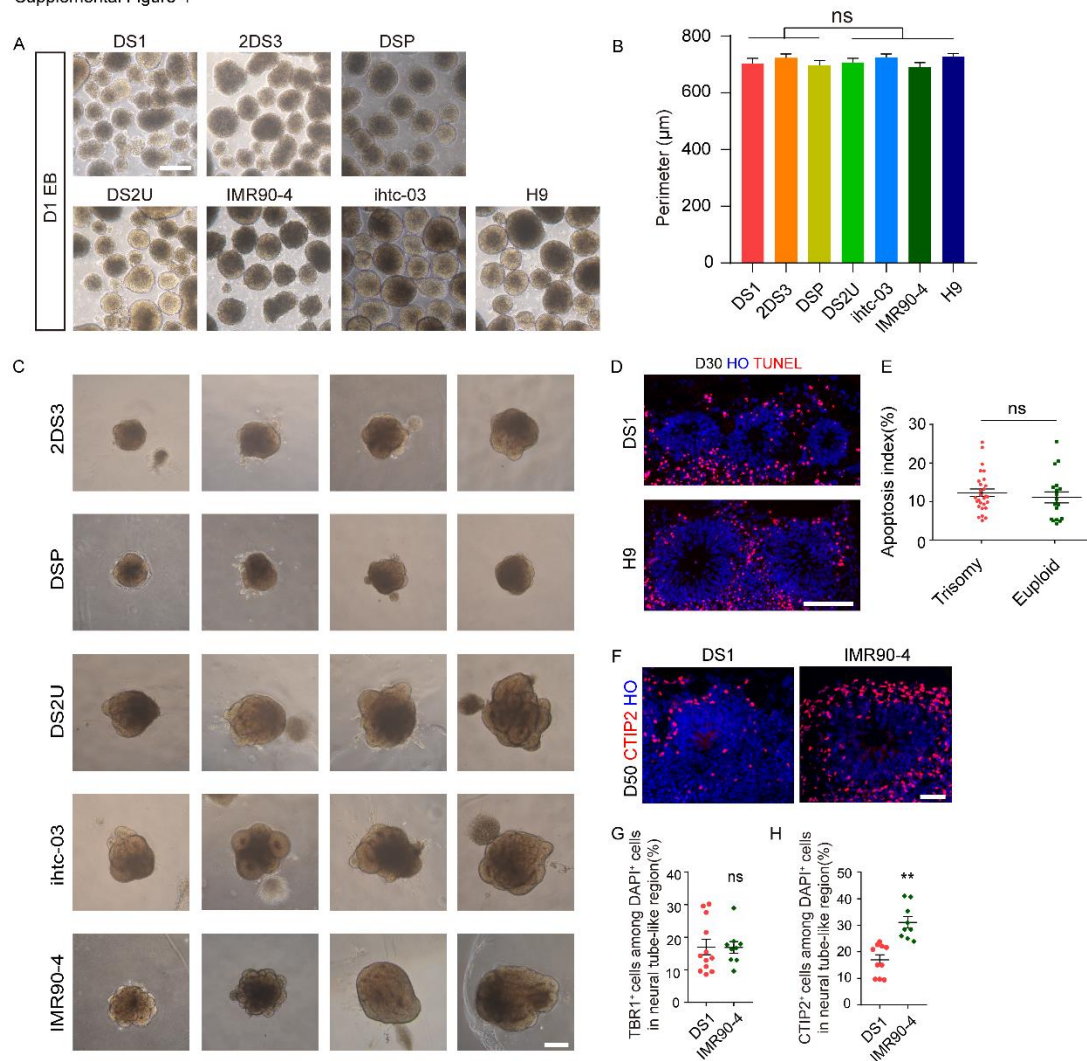 Supplemental Figure
A
DS1
2DS3
DSP
D1 EB
DS2U
IMR90-4
ihtc-03
H9
B
ns
Perimeter (µm)
800
600
400
200
0
DS1
2DS3
DSP
DS2U
ihtc-03
IMR90-4
H9
C
2DS3
DSP
DS2U
ihtc-03
IMR90-4
D
D30 HO TUNEL
DS1
H9
E
ns
Apoptosis index(%)
30
20
10
0
Trisomy
Euploid
F
DS1
IMR90-4
D50 CTIP2 HO
G
TBR1⁺ cells among DAPI⁺ cells
in neural tube-like region(%)
ns
40
30
20
10
0
DS1
IMR90-4
H
CTIP2⁺ cells among DAPI⁺ cells
in neural tube-like region(%)
**
50
40
30
20
10
0
DS1
IMR90-4